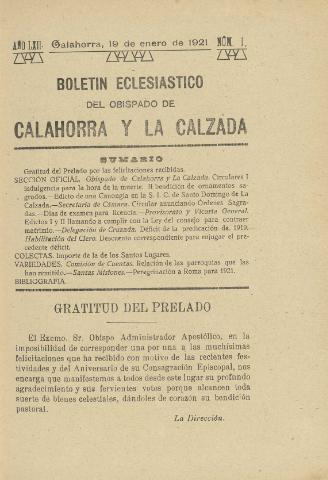 AÑO LXII. Calahorra, 19 de enero de 1921 NÚM. I.
BOLETIN ECLESIASTICO
DEL OBISPADO DE
CALAHORRA Y LA CALZADA
SUMARIO
Gratitud del Prelado por las felicitaciones recibidas.
SECCION OFICIAL. Obispado de Calahorra y La Calzada. Circulares I
indulgencia para la hora de la muerte. II bendición de ornamentos sa-
grados.—Edicto de una Canongía en la S. I. C. de Santo Domingo de La
Calzada.—Secretaría de Cámara. Circular anunciando Ordenes Sagra-
das.—Días de examen para licencia.—Provisorato y Vicaría General.
Edictos I y II llamando a cumplir con la Ley del consejo para contraer
matrimio.—Delegación de Cruzada. Déficit de la predicación de 1919.
Habilitación del Clero. Descuento correspondiente para enjugar el pre-
cedente déficit.
COLECTAS. Importe de la de los Santos Lugares.
VARIEDADES. Comisión de Cuentas. Relación de las parroquias que las
han remitido.—Santas Misiones.—Peregrinación a Roma para 1921.
BIBLIOGRAFIA.
GRATITUD DEL PRELADO
El Excmo. Sr. Obispo Administrador Apostólico, en la
imposibilidad de corresponder una por una a las muchísimas
felicitaciones que ha recibido con motivo de las recientes fes-
tividades y del Aniversario de su Consagración Episcopal, nos
encarga que manifestemos a todos desde este lugar su profundo
agradecimiento y sus fervientes votos porque alcancen toda
suerte de bienes celestiales, dándoles de corazón su bendición
pastoral.
La Dirección.